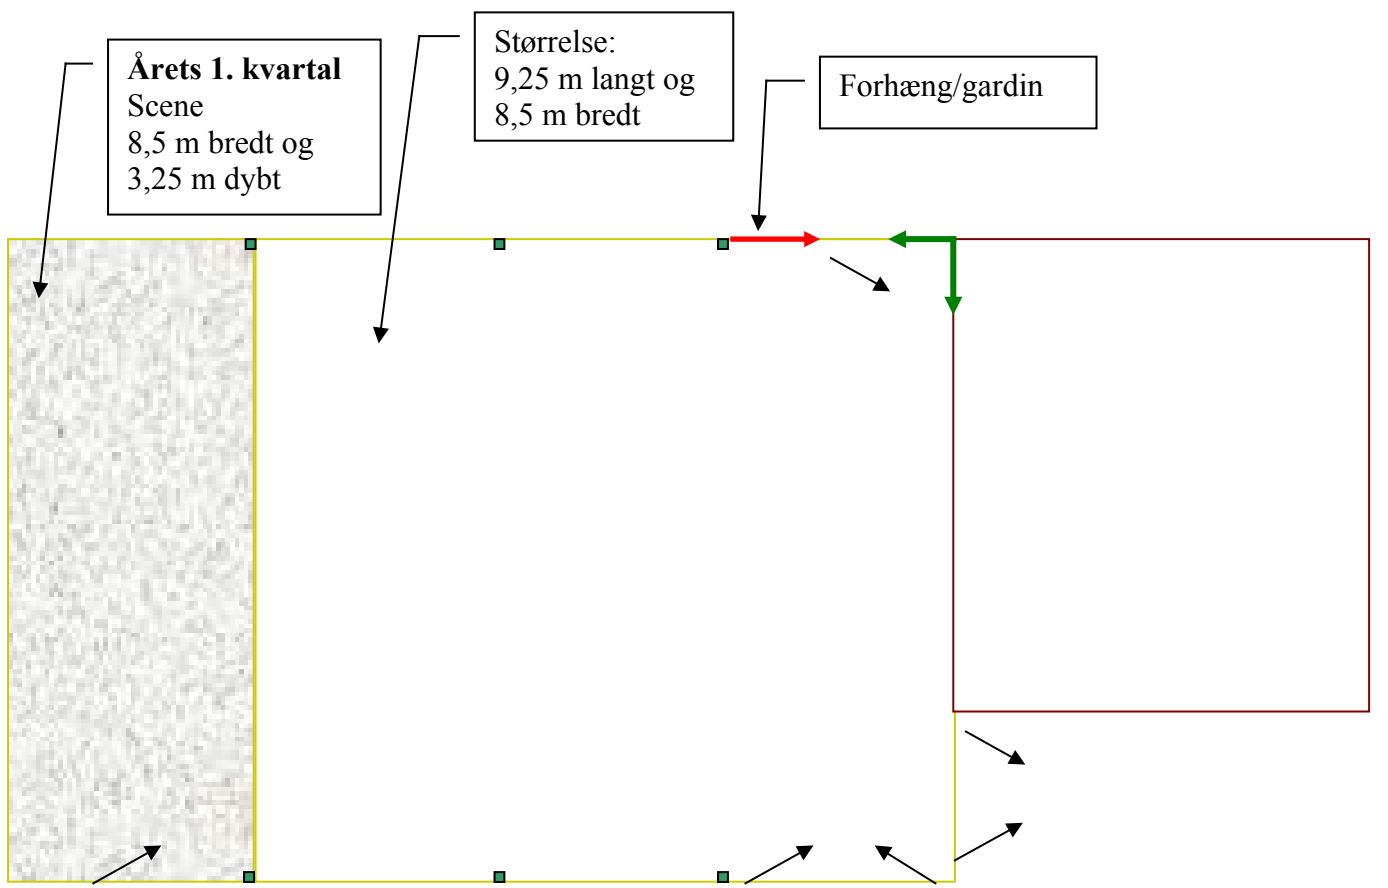 Årets 1. kvartal
Scene
8,5 m bredt og
3,25 m dybt
Størrelse:
9,25 m langt og
8,5 m bredt
Forhæng/gardin